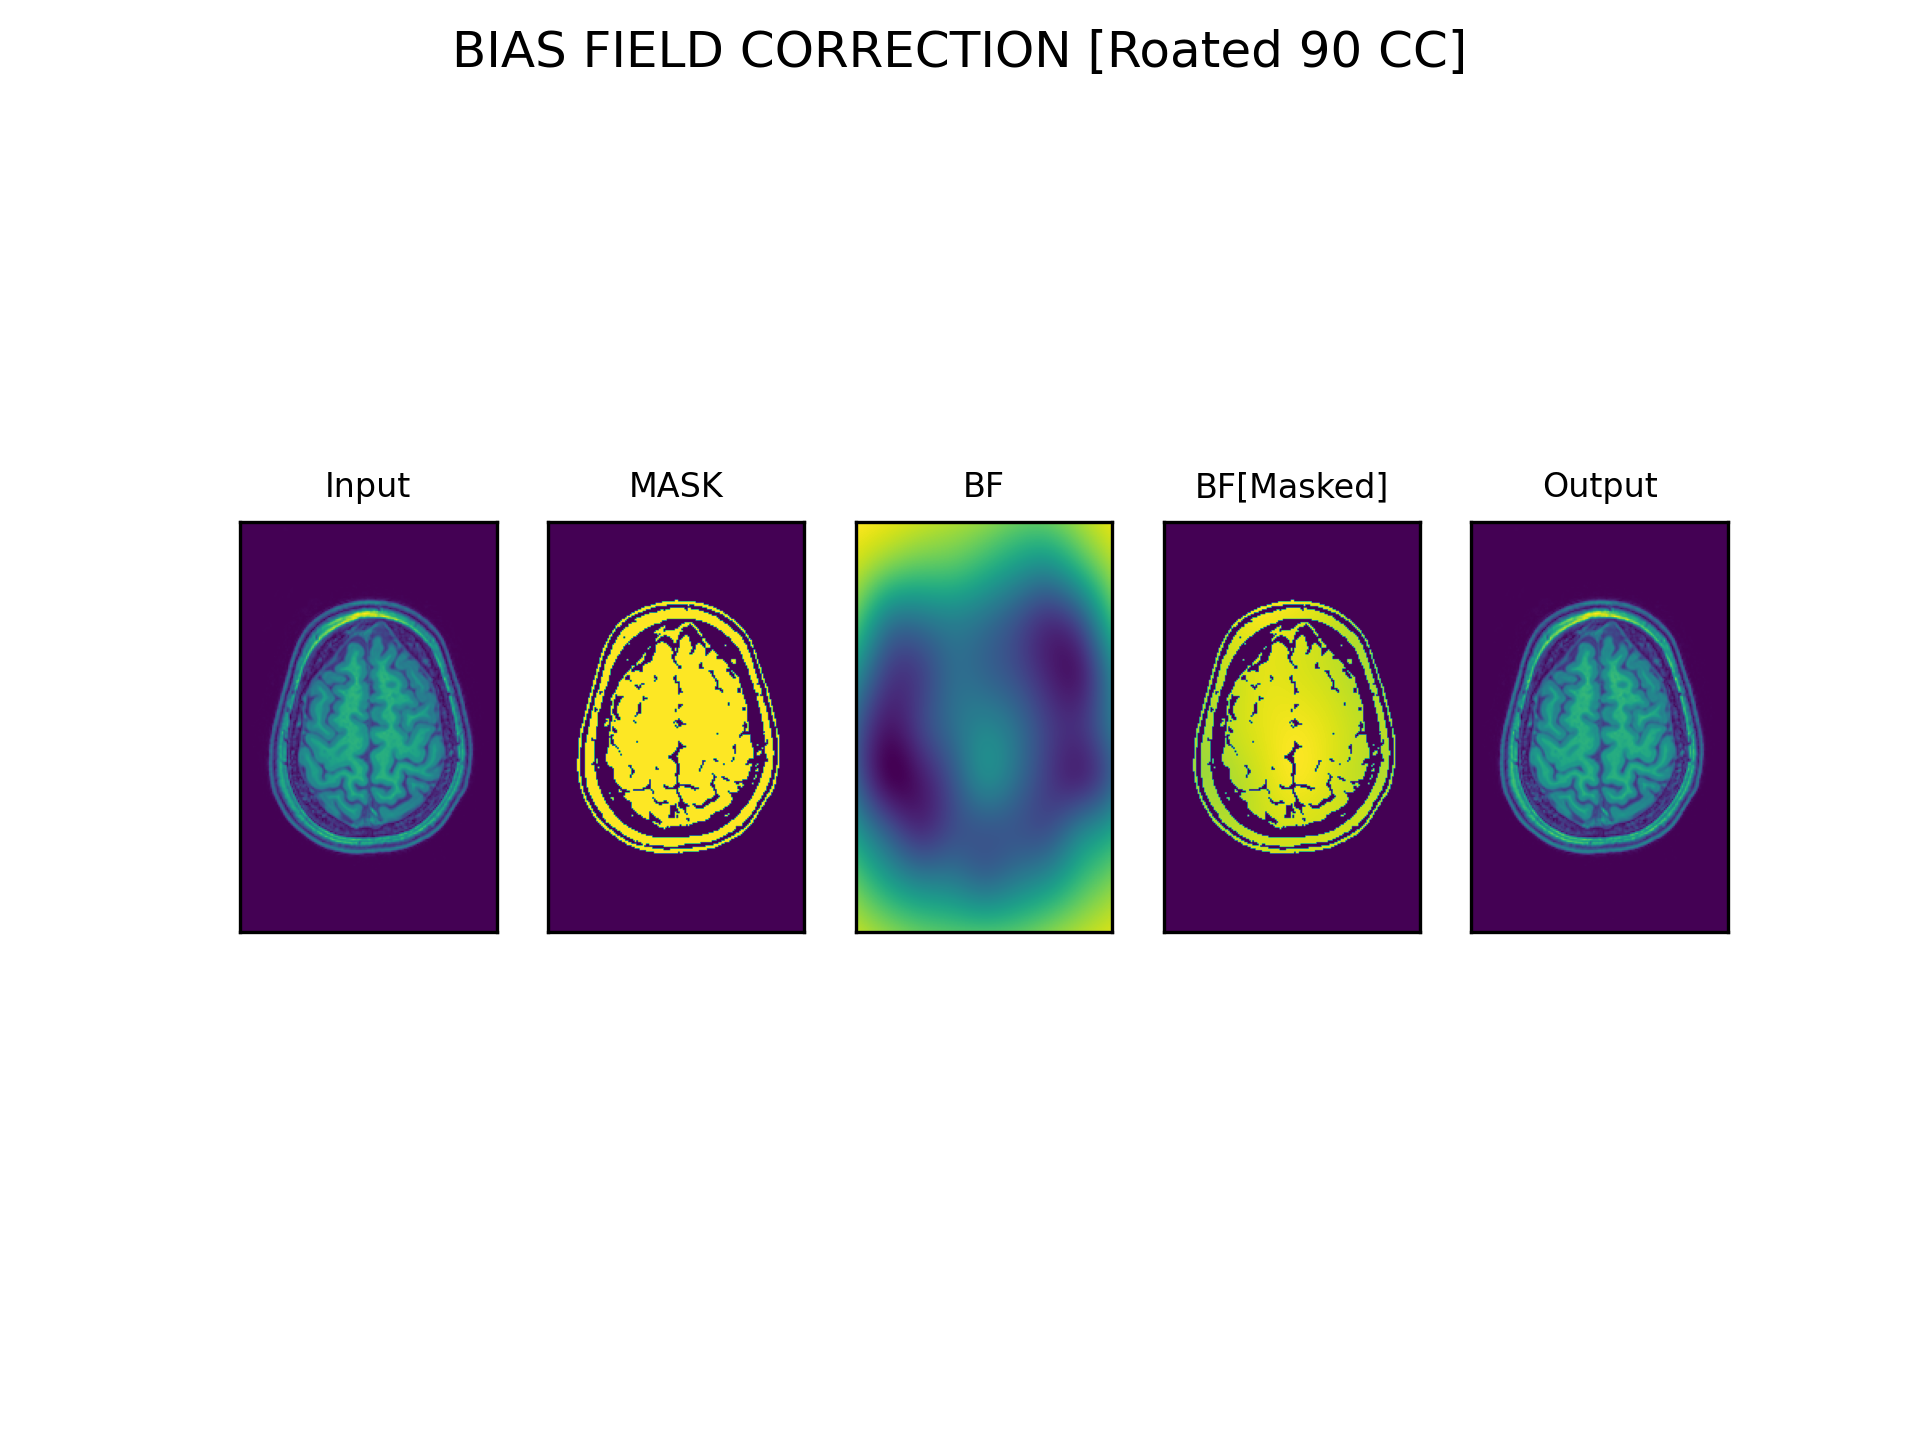 BIAS FIELD CORRECTION [Roated 90 CC]
Input
MASK
BF
BF[Masked]
Output